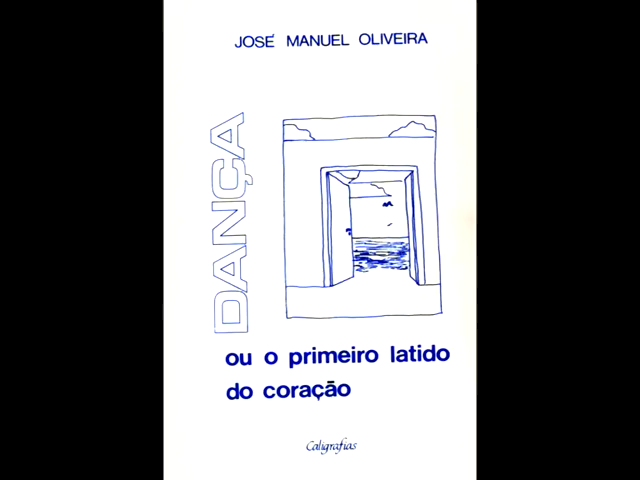 JOSÉ MANUEL OLIVEIRA
DANÇA
ou o primeiro latido
do coração
Caligrafias